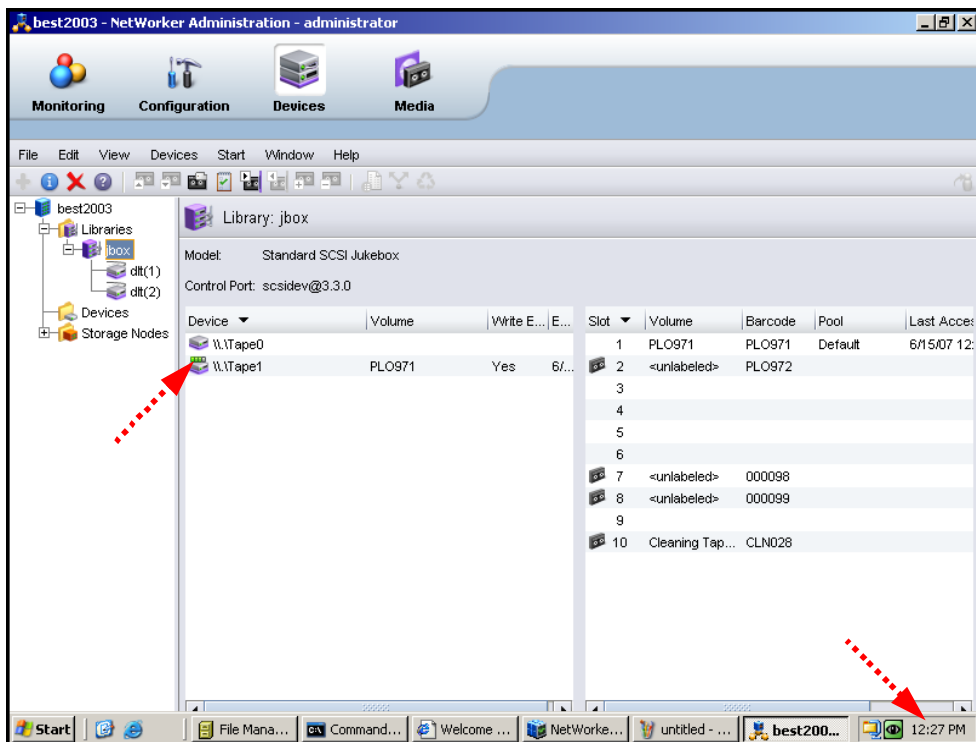 best2003 - NetWorker Administration - administrator
Monitoring Configuration Devices Media
File Edit View Devices Start Window Help
best2003
Libraries
jbox
dlt(1)
dlt(2)
Devices
Storage Nodes
Library: jbox
Model: Standard SCSI Jukebox
Control Port: scsidev@3.3.0
Device Volume Write E... E...
\\.\Tape0
\\.\Tape1 PLO971 Yes 6/...
Slot Volume Barcode Pool Last Acces
1 PLO971 PLO971 Default 6/15/07 12:
2 <unlabeled> PLO972
3
4
5
6
7 <unlabeled> 000098
8 <unlabeled> 000099
9
10 Cleaning Tap... CLN028
Start File Mana... Command... Welcome ... NetWorke... untitled - ... best200... 12:27 PM